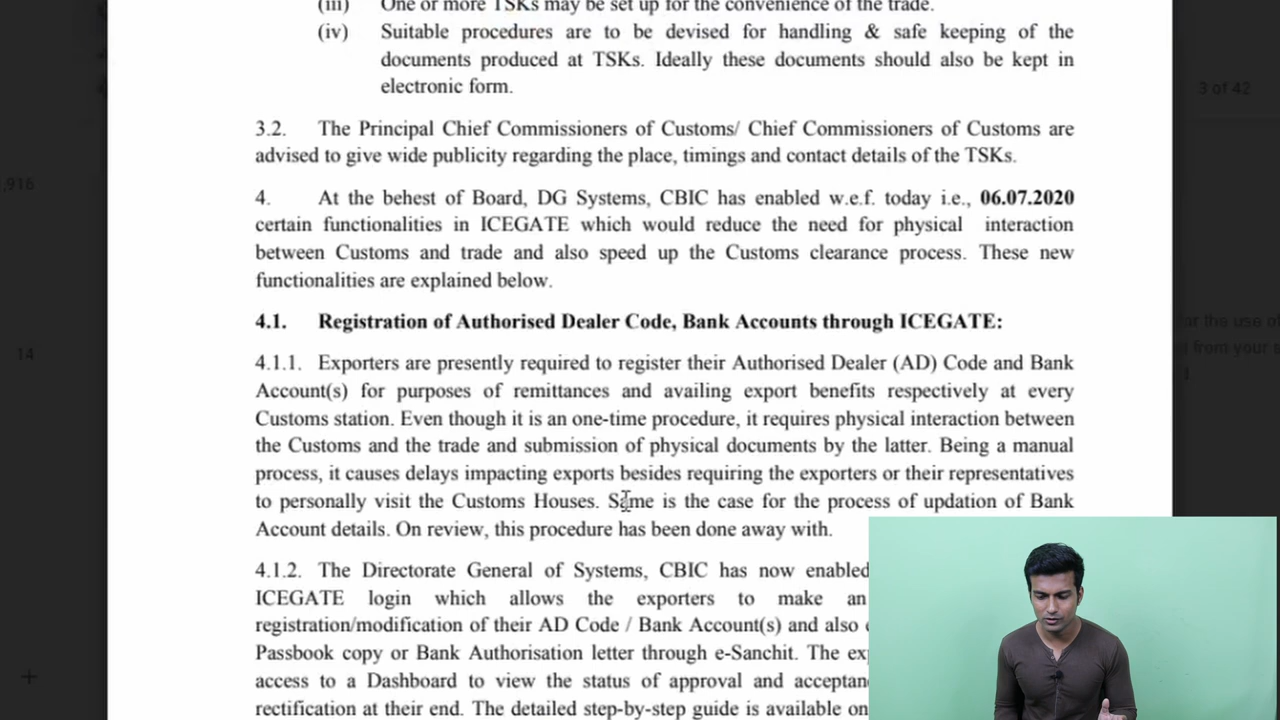 (iii) One or more TSKs may be set up for the convenience of the trade.
(iv) Suitable procedures are to be devised for handling & safe keeping of the
documents produced at TSKs. Ideally these documents should also be kept in
electronic form.
3 of 42
3.2. The Principal Chief Commissioners of Customs/ Chief Commissioners of Customs are
advised to give wide publicity regarding the place, timings and contact details of the TSKs.
,916
4. At the behest of Board, DG Systems, CBIC has enabled w.e.f. today i.e., 06.07.2020
certain functionalities in ICEGATE which would reduce the need for physical interaction
between Customs and trade and also speed up the Customs clearance process. These new
functionalities are explained below.
4.1. Registration of Authorised Dealer Code, Bank Accounts through ICEGATE:
ar the use of
14
from your
4.1.1. Exporters are presently required to register their Authorised Dealer (AD) Code and Bank
Account(s) for purposes of remittances and availing export benefits respectively at every
Customs station. Even though it is an one-time procedure, it requires physical interaction between
the Customs and the trade and submission of physical documents by the latter. Being a manual
process, it causes delays impacting exports besides requiring the exporters or their representatives
to personally visit the Customs Houses. Same is the case for the process of updation of Bank
Account details. On review, this procedure has been done away with.
4.1.2. The Directorate General of Systems, CBIC has now enabled
ICEGATE login which allows the exporters to make an
registration/modification of their AD Code / Bank Account(s) and also
Passbook copy or Bank Authorisation letter through e-Sanchit. The
access to a Dashboard to view the status of approval and
rectification at their end. The detailed step-by-step guide is available on